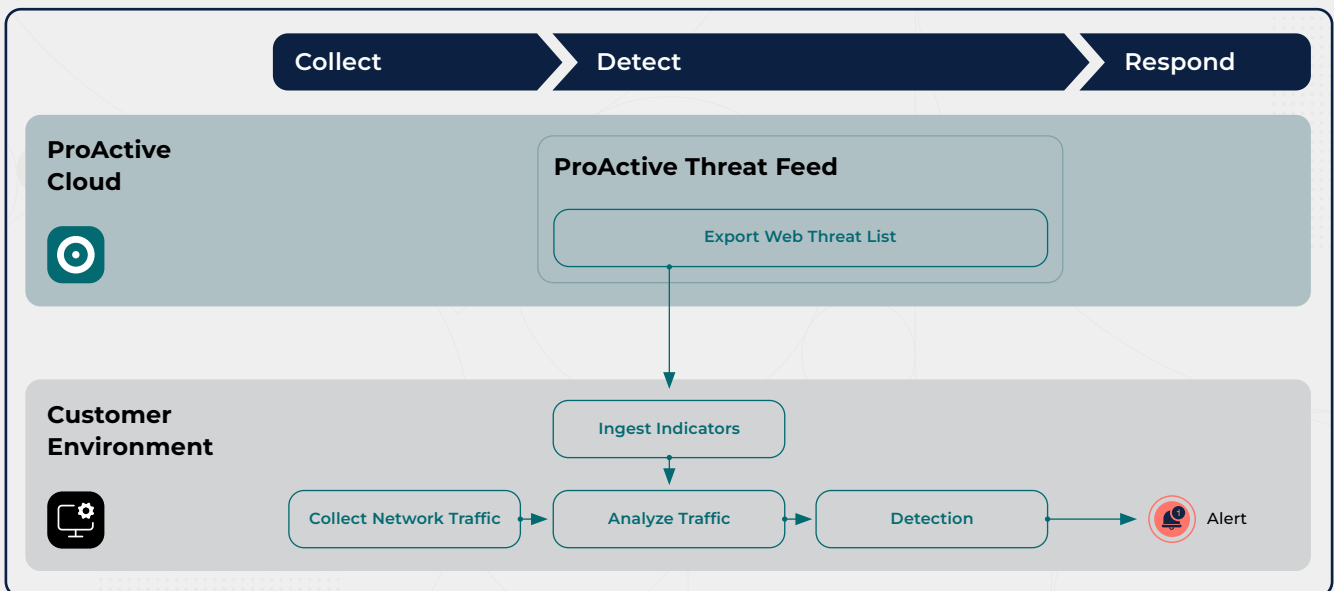 Collect
Detect
Respond
ProActive
Cloud
ProActive Threat Feed
Export Web Threat List
Customer
Environment
Ingest Indicators
Collect Network Traffic
Analyze Traffic
Detection
1
Alert